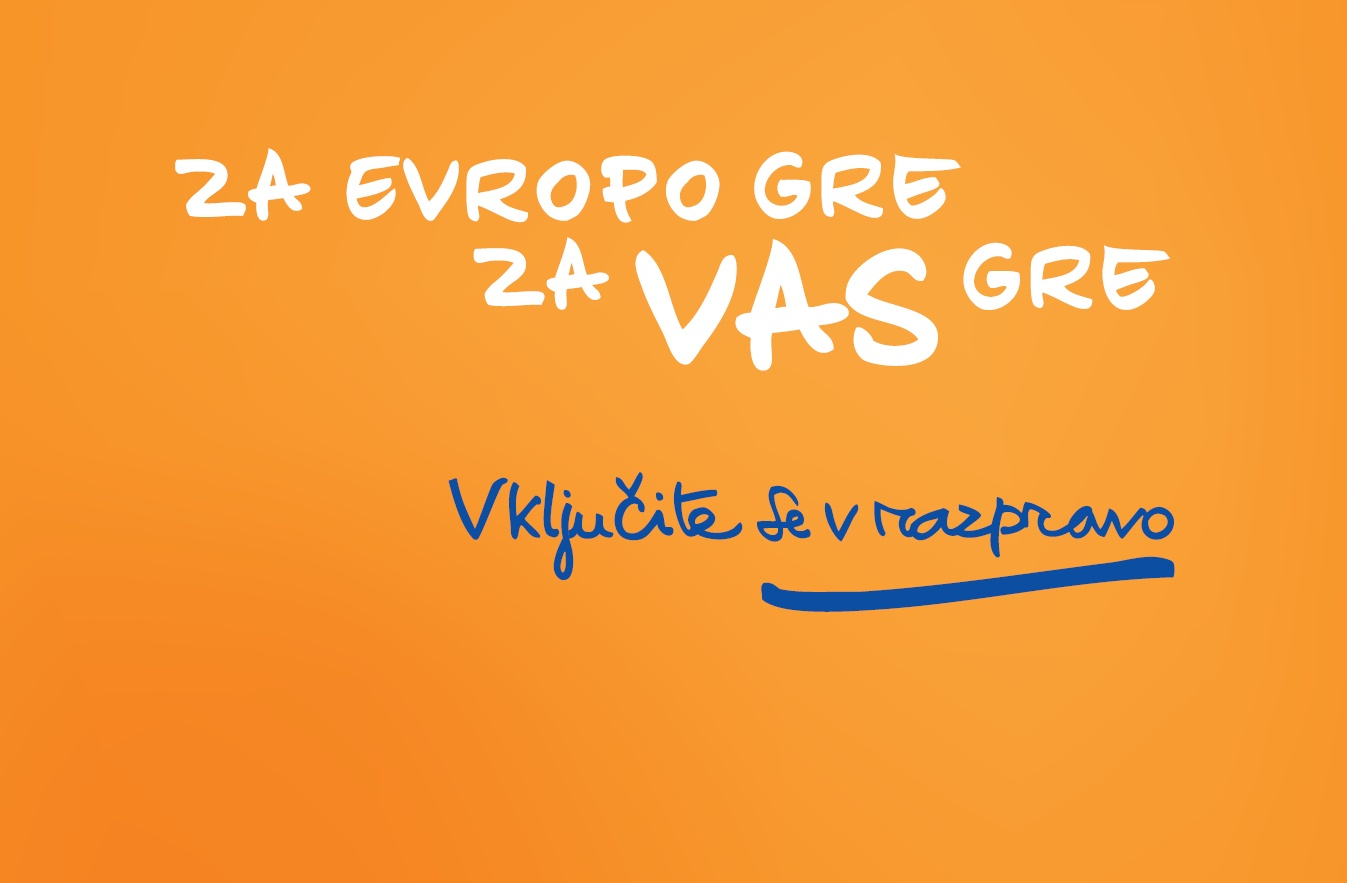 ZA EVROPO GRE
ZA VAS GRE
Vključite se v razpravo